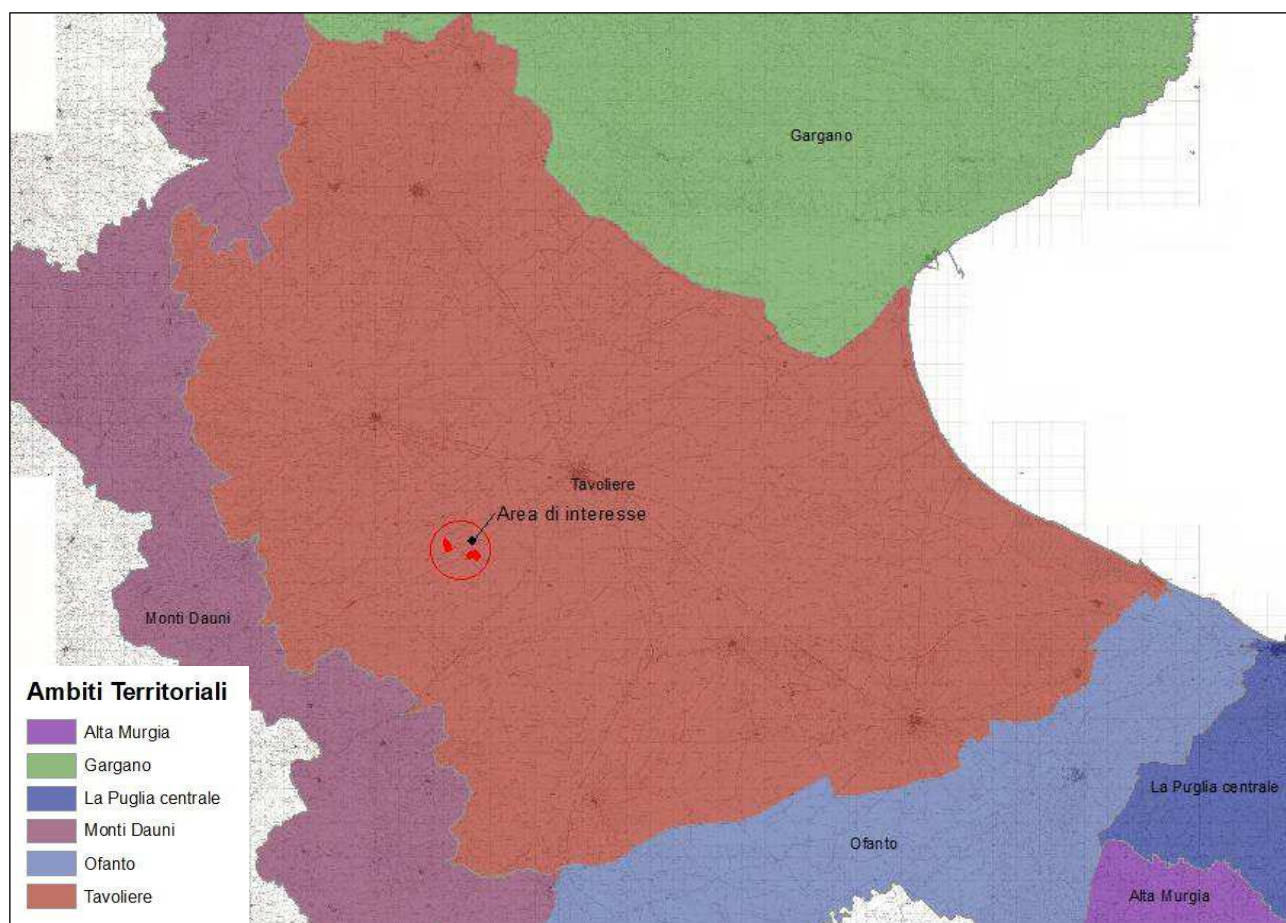 Gargano
Tavoliere
Area di interesse
Monti Dauni
Ambiti Territoriali
Alta Murgia
Gargano
La Puglia centrale
Monti Dauni
Ofanto
Tavoliere
La Puglia centrale
Ofanto
Alta Murgia